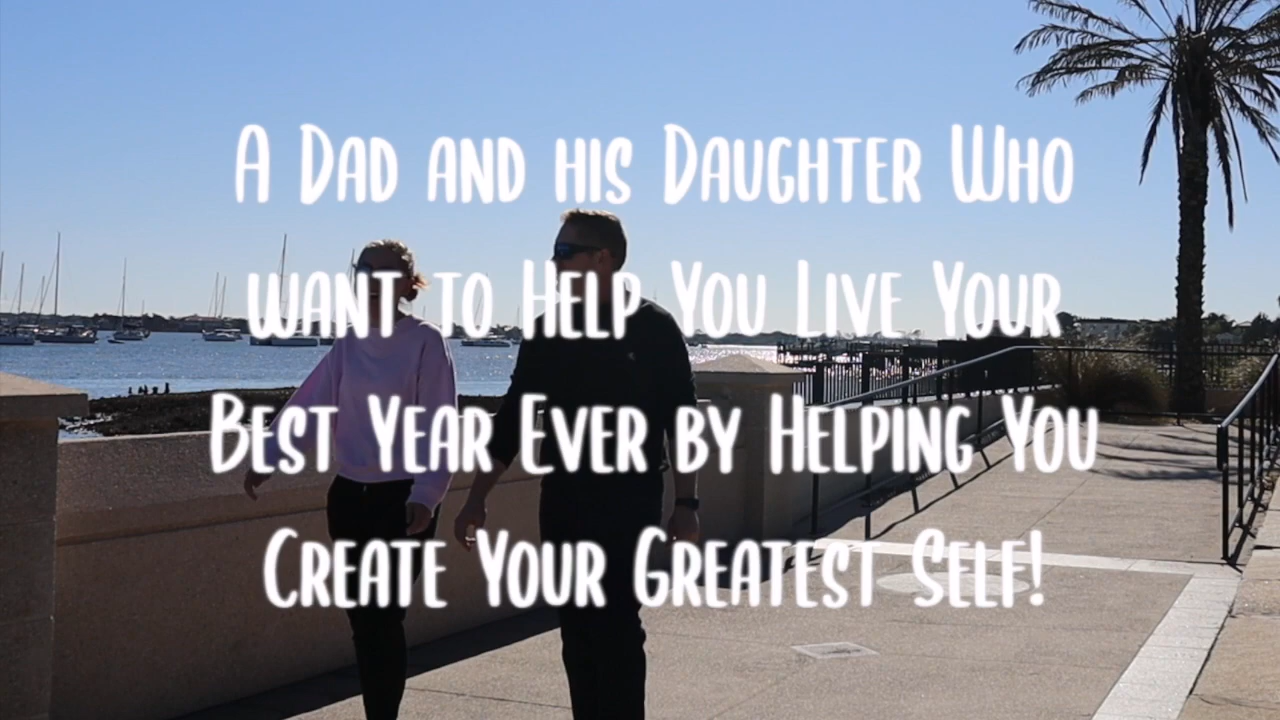 A Dad and his Daughter Who
want to Help You Live Your
Best Year Ever by Helping You
Create Your Greatest Self!